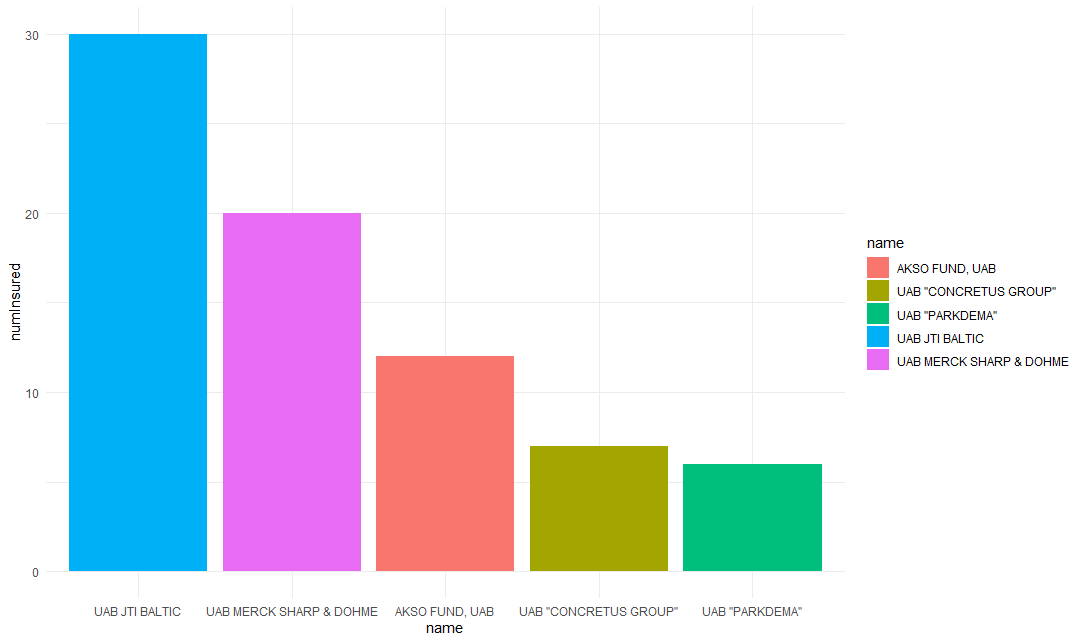 30
20
10
0
numInsured
UAB JTI BALTIC
UAB MERCK SHARP & DOHME
AKSO FUND, UAB
UAB "CONCRETUS GROUP"
UAB "PARKDEMA"
name
name
AKSO FUND, UAB
UAB "CONCRETUS GROUP"
UAB "PARKDEMA"
UAB JTI BALTIC
UAB MERCK SHARP & DOHME